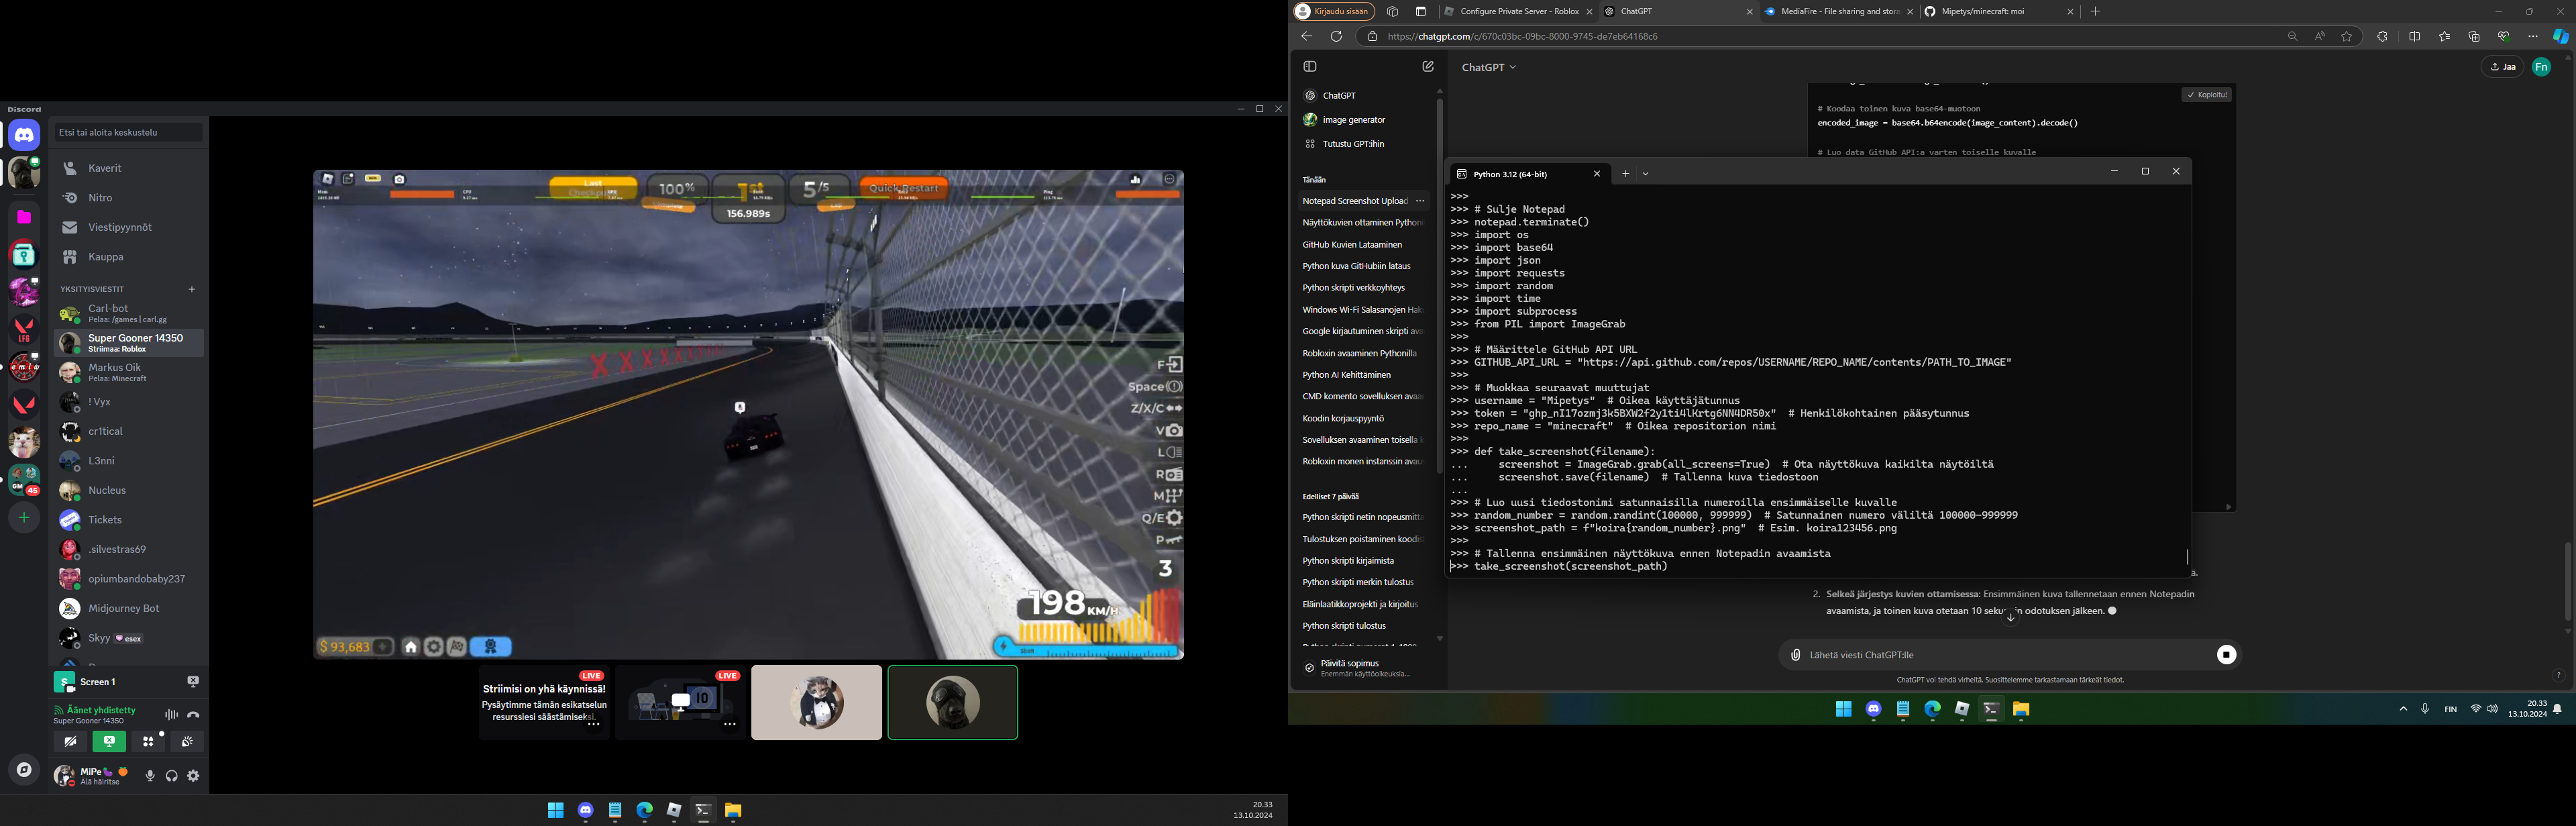 Discord
Etsi tai aloita keskustelu
Kaverit
Nitro
Viestipyynnöt
Kauppa
YKSITYISVIESTIT
Carl-bot
Pelaa: /games | carl.gg
Super Gooner 14350
Striimaa: Roblox
Markus Oik
Pelaa: Minecraft
! Vyx
cr1tical
L3nni
Nucleus
Tickets
.silvestras69
opiumbandobaby237
Midjourney Bot
Skyy esex
Screen 1
Äänet yhdistetty
Super Gooner 14350
MiPe
Älä häiritse
LFG
GM
45
Last
100%
5/5
Quick Restart
156.989s
F
Space
Z/X/C
V
L
R
M
Q/E
P
3
198 KM/H
$ 93,683
LIVE
Striimisi on yhä käynnissä!
Pysäytimme tämän esikatselun
resurssiesi säästämiseksi.
LIVE
20.33
13.10.2024
Kirjaudu sisään
Configure Private Server - Roblox
ChatGPT
MediaFire - File sharing and stora
Mipetys/minecraft: moi
https://chatgpt.com/c/670c03bc-09bc-8000-9745-de7eb64168c6
ChatGPT
Jaa
Fn
ChatGPT
image generator
Tutustu GPT:ihin
Tänään
Notepad Screenshot Upload
Näyttökuvien ottaminen Python
GitHub Kuvien Lataaminen
Python kuva GitHubiin lataus
Python skripti verkkoyhteys
Windows Wi-Fi Salasanojen Hak
Google kirjautuminen skripti ava
Robloxin avaaminen Pythonilla
Python AI Kehittäminen
CMD komento sovelluksen avaa
Koodin korjauspyyntö
Sovelluksen avaaminen toisella
Robloxin monen instanssin avau
Edelliset 7 päivää
Python skripti netin nopeusmitta
Tulostuksen poistaminen koodis
Python skripti kirjaimista
Python skripti merkin tulostus
Eläinlaatikkoprojekti ja kirjoitus
Python skripti tulostus
Päivitä sopimus
Enemmän käyttöoikeuksia...
Kopioitu!
# Koodaa toinen kuva base64-muotoon
encoded_image = base64.b64encode(image_content).decode()
# Luo data GitHub API:a varten toiselle kuvalle
Python 3.12 (64-bit)
>>>
>>> # Sulje Notepad
>>> notepad.terminate()
>>> import os
>>> import base64
>>> import json
>>> import requests
>>> import random
>>> import time
>>> import subprocess
>>> from PIL import ImageGrab
>>>
>>> # Määrittele GitHub API URL
>>> GITHUB_API_URL = "https://api.github.com/repos/USERNAME/REPO_NAME/contents/PATH_TO_IMAGE"
>>>
>>> # Muokkaa seuraavat muuttujat
>>> username = "Mipetys"  # Oikea käyttäjätunnus
>>> token = "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"  # Henkilökohtainen pääsytunnus
>>> repo_name = "minecraft"  # Oikea repositorion nimi
>>>
>>> def take_screenshot(filename):
...     screenshot = ImageGrab.grab(all_screens=True)  # Ota näyttökuva kaikilta näytöiltä
...     screenshot.save(filename)  # Tallenna kuva tiedostoon
...
>>> # Luo uusi tiedostonimi satunnaisilla numeroilla ensimmäiselle kuvalle
>>> random_number = random.randint(100000, 999999)  # Satunnainen numero väliltä 100000-999999
>>> screenshot_path = f"koira{random_number}.png"  # Esim. koira123456.png
>>>
>>> # Tallenna ensimmäinen näyttökuva ennen Notepadin avaamista
>>> take_screenshot(screenshot_path)
2. Selkeä järjestys kuvien ottamisessa: Ensimmäinen kuva tallennetaan ennen Notepadin
avaamista, ja toinen kuva otetaan 10 sekunnin odotuksen jälkeen.
Lähetä viesti ChatGPT:lle
ChatGPT voi tehdä virheitä. Suosittelemme tarkastamaan tärkeät tiedot.
?
FIN
20.33
13.10.2024